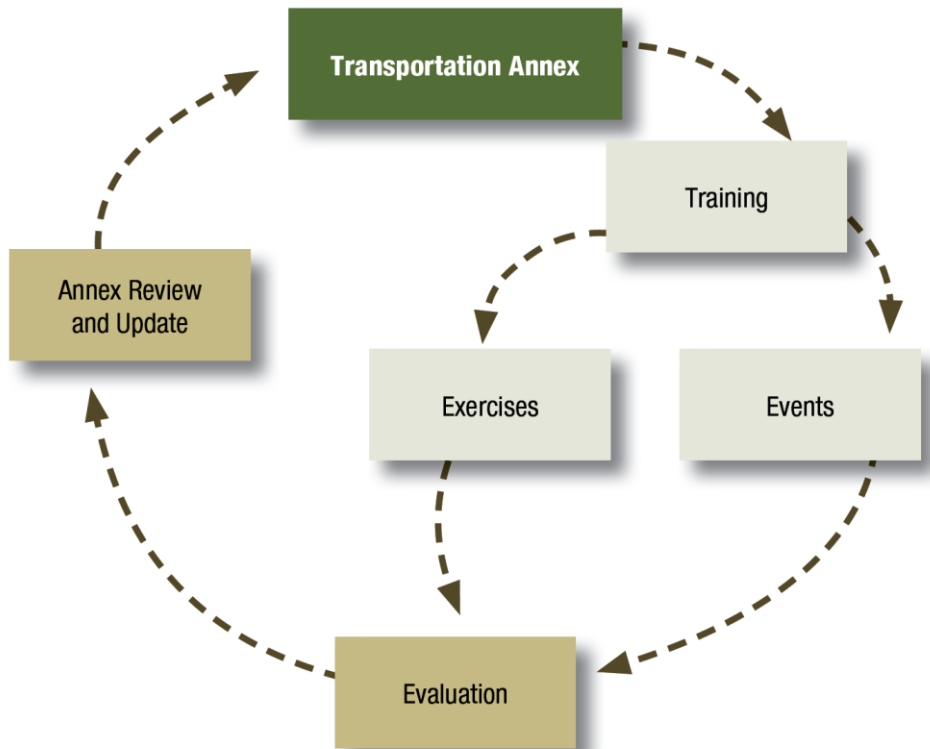 Transportation Annex
Training
Annex Review
and Update
Exercises
Events
Evaluation